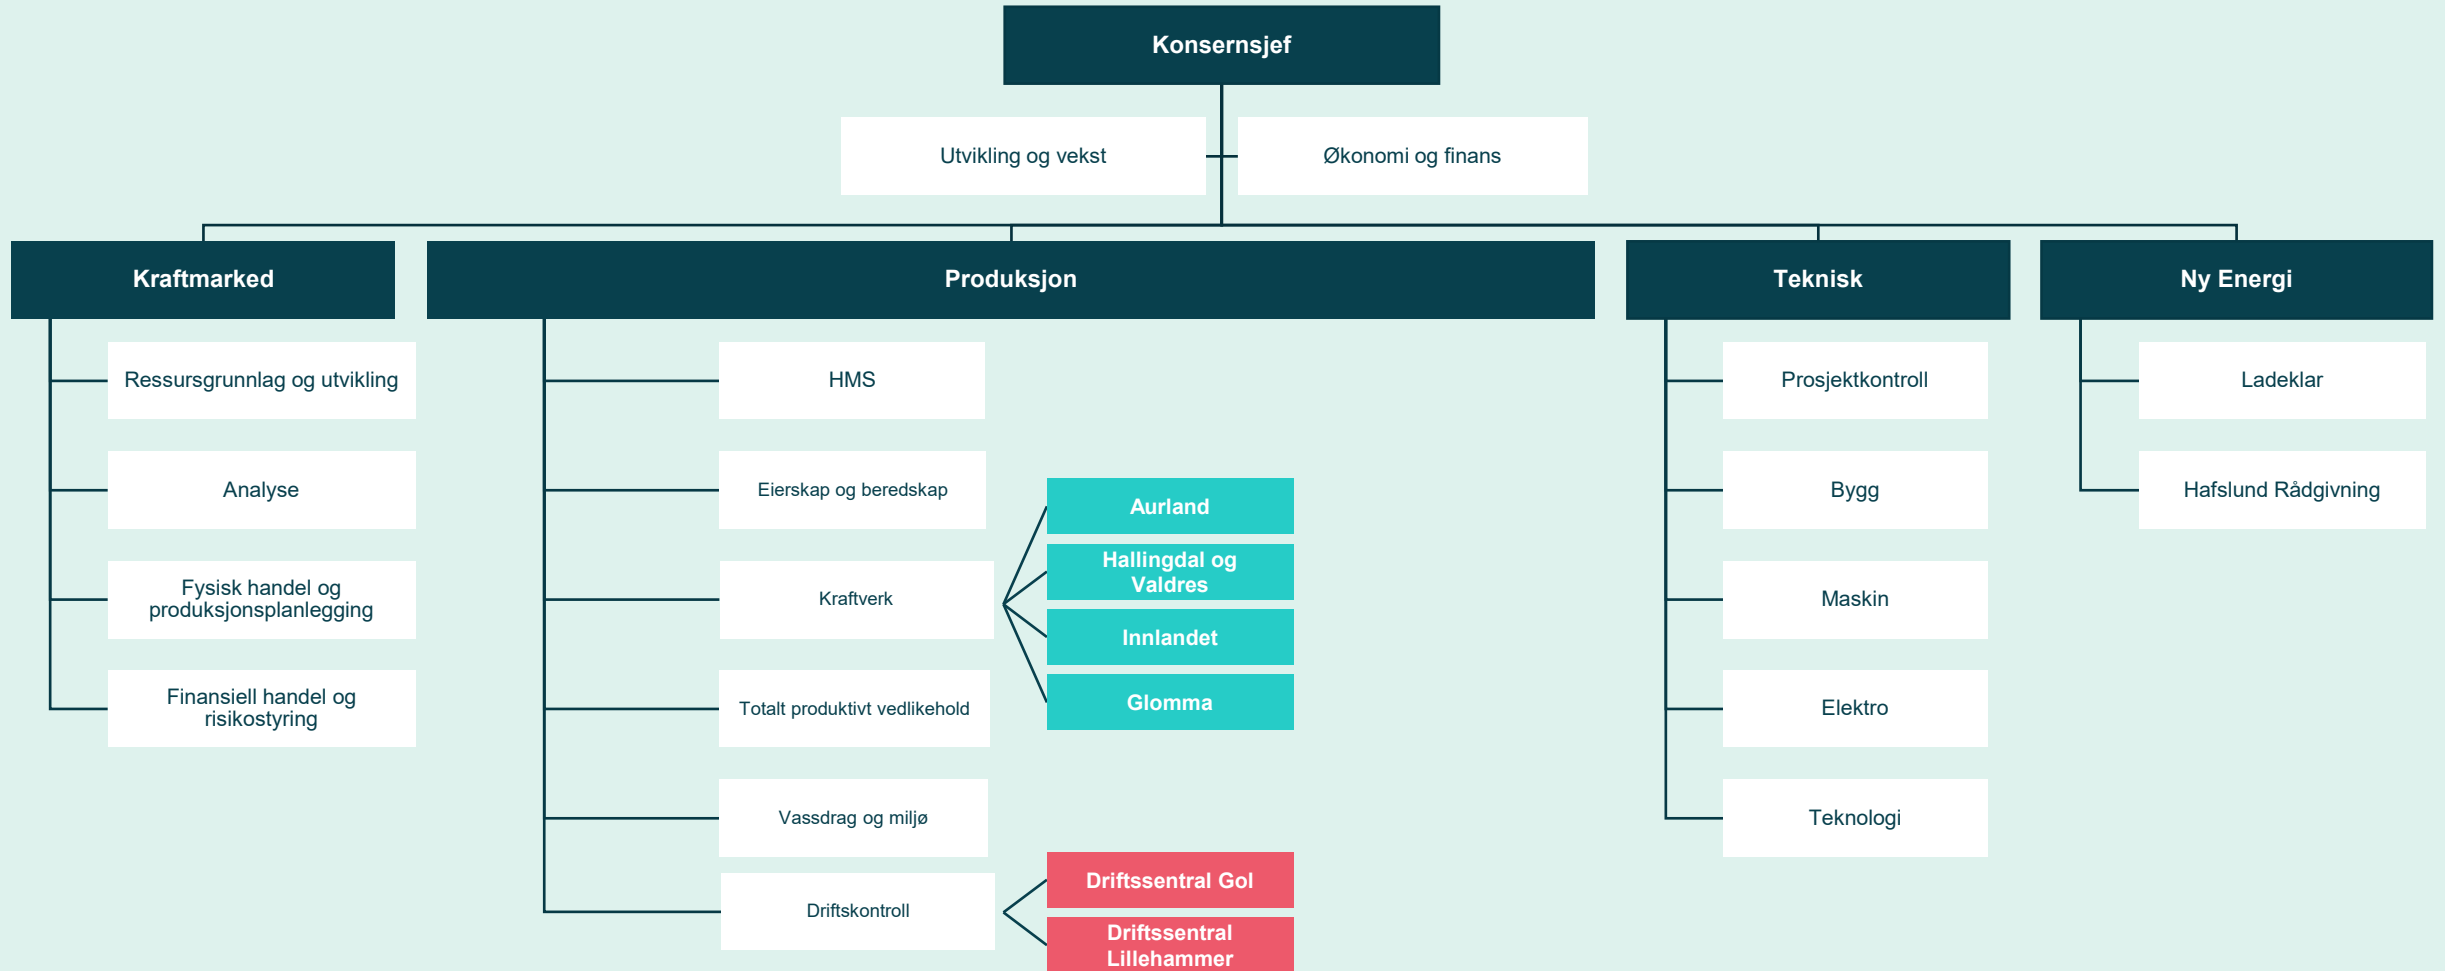 Konsernsjef
Utvikling og vekst
Økonomi og finans
Kraftmarked
Produksjon
Teknisk
Ny Energi
Ressursgrunnlag og utvikling
Analyse
Fysisk handel og
produksjonsplanlegging
Finansiell handel og
risikostyring
HMS
Eierskap og beredskap
Kraftverk
Aurland
Hallingdal og
Valdres
Innlandet
Glomma
Totalt produktivt vedlikehold
Vassdrag og miljø
Driftskontroll
Driftssentral Gol
Driftssentral
Lillehammer
Prosjektkontroll
Bygg
Maskin
Elektro
Teknologi
Ladeklar
Hafslund Rådgivning